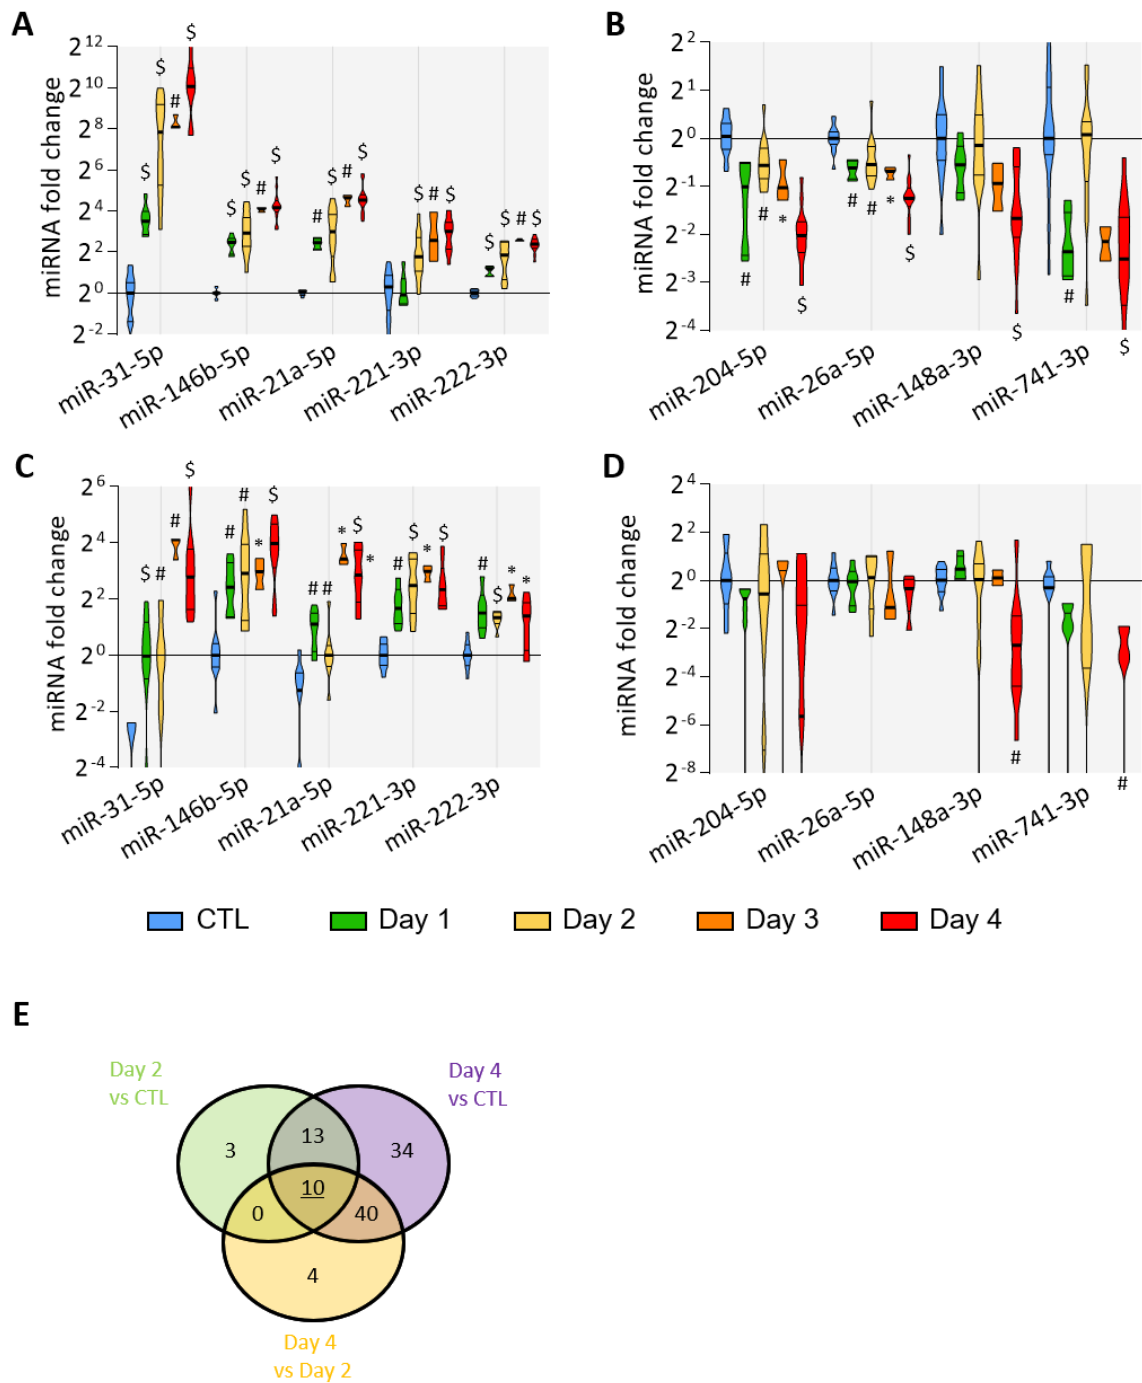 A
miRNA fold change
2^12
2^10
2^8
2^6
2^4
2^2
2^0
2^-2
$ $ # $
$ $ # $
# $ # $
$ # $
$ $ # $
miR-31-5p
miR-146b-5p
miR-21a-5p
miR-221-3p
miR-222-3p
B
miRNA fold change
2^2
2^1
2^0
2^-1
2^-2
2^-3
2^-4
# # * $
# # * $
$
# $
miR-204-5p
miR-26a-5p
miR-148a-3p
miR-741-3p
C
miRNA fold change
2^6
2^4
2^2
2^0
2^-2
2^-4
$ # # $
# # * $
# # * $ *
# $ * $
# $ * *
miR-31-5p
miR-146b-5p
miR-21a-5p
miR-221-3p
miR-222-3p
D
miRNA fold change
2^4
2^2
2^0
2^-2
2^-4
2^-6
2^-8
#
#
miR-204-5p
miR-26a-5p
miR-148a-3p
miR-741-3p
CTL
Day 1
Day 2
Day 3
Day 4
E
Day 2
vs CTL
Day 4
vs CTL
3
13
34
10
0
40
4
Day 4
vs Day 2